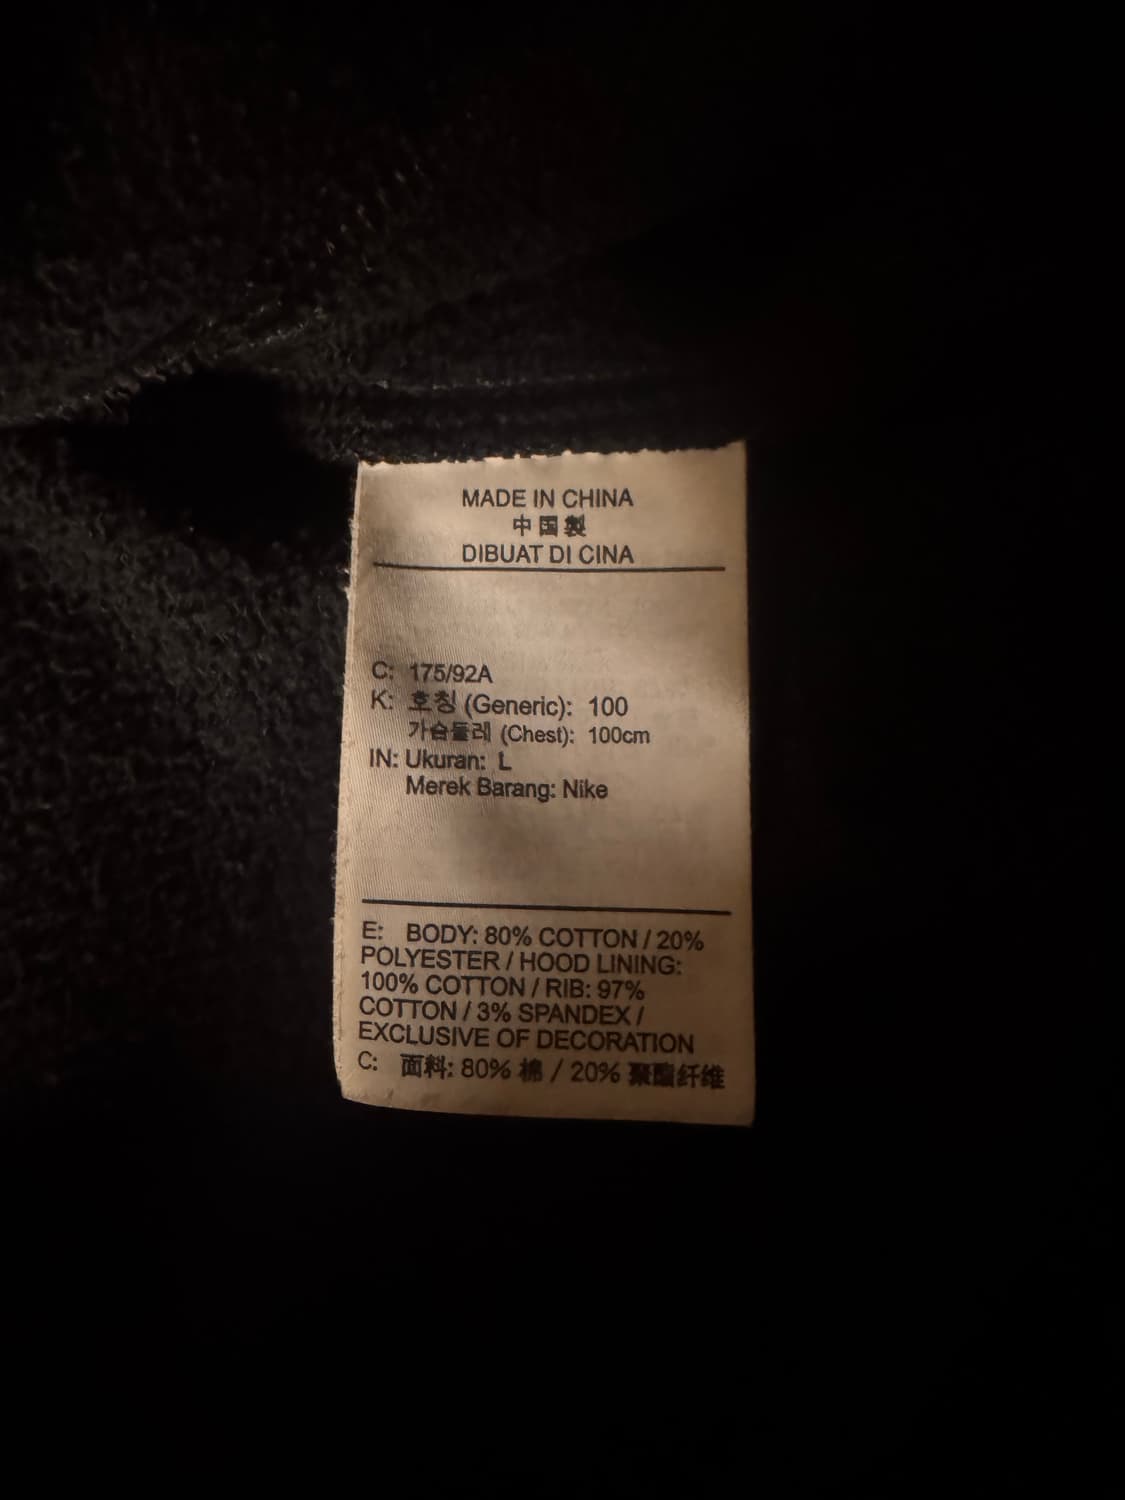 MADE IN CHINA
中国製
DIBUAT DI CINA
C: 175/92A
K: 호칭 (Generic): 100
가슴둘레 (Chest): 100cm
IN: Ukuran: L
Merek Barang: Nike
E: BODY: 80% COTTON / 20%
POLYESTER / HOOD LINING:
100% COTTON / RIB: 97%
COTTON / 3% SPANDEX /
EXCLUSIVE OF DECORATION
C: 面料: 80% 棉 / 20% 聚酯纤维